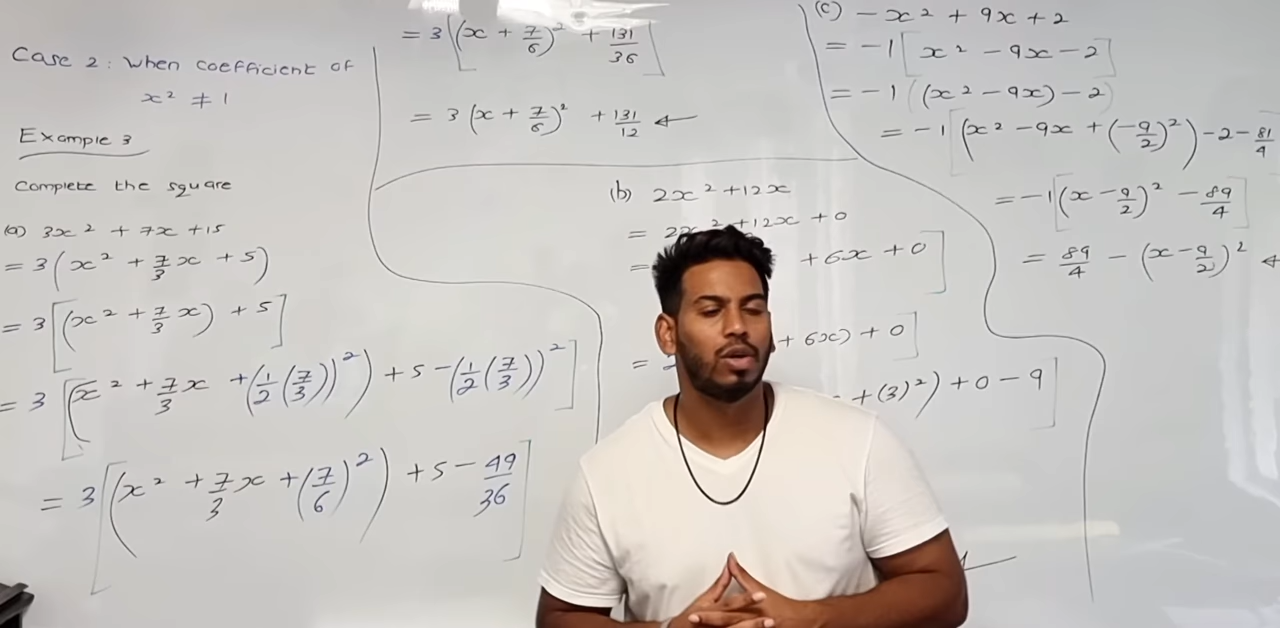 Case 2: When coefficient of
x² ≠ 1
Example 3
Complete the square
(a) 3x² + 7x + 15
= 3(x² + 7/3 x + 5)
= 3[(x² + 7/3 x) + 5]
= 3[(x² + 7/3 x + (1/2 (7/3))²) + 5 - (1/2 (7/3))²]
= 3[(x² + 7/3 x + (7/6)²) + 5 - 49/36]
= 3[(x + 7/6)² + 131/36]
= 3(x + 7/6)² + 131/12 ←
(b) 2x² + 12x
= 2x² + 12x + 0
= + 6x + 0]
= 2 + 6x) + 0]
+ (3)²) + 0 - 9]
(c) - x² + 9x + 2
= -1[x² - 9x - 2]
= -1((x² - 9x) - 2)
= -1[(x² - 9x + (-9/2)²) - 2 - 81/4
= -1[(x - 9/2)² - 89/4]
= 89/4 - (x - 9/2)² ←